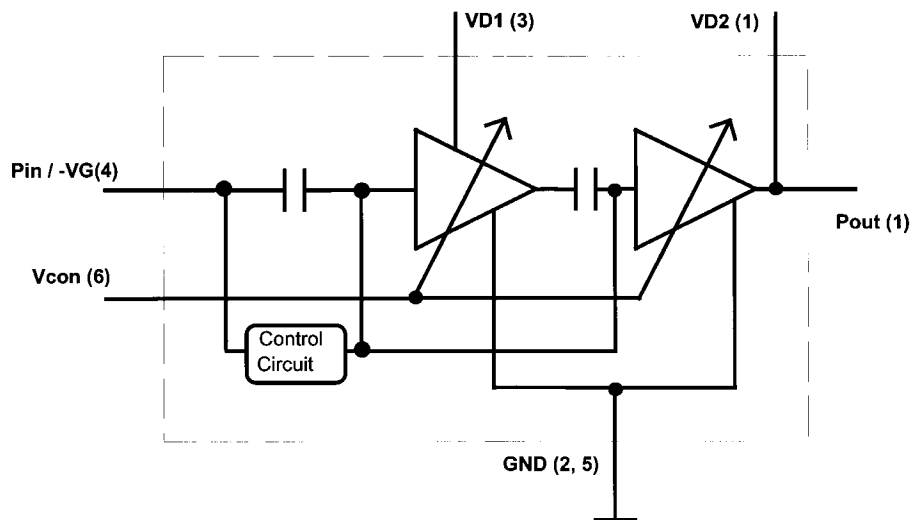 VD1 (3)
VD2 (1)
Pin / -VG(4)
Pout (1)
Vcon (6)
Control
Circuit
GND (2, 5)